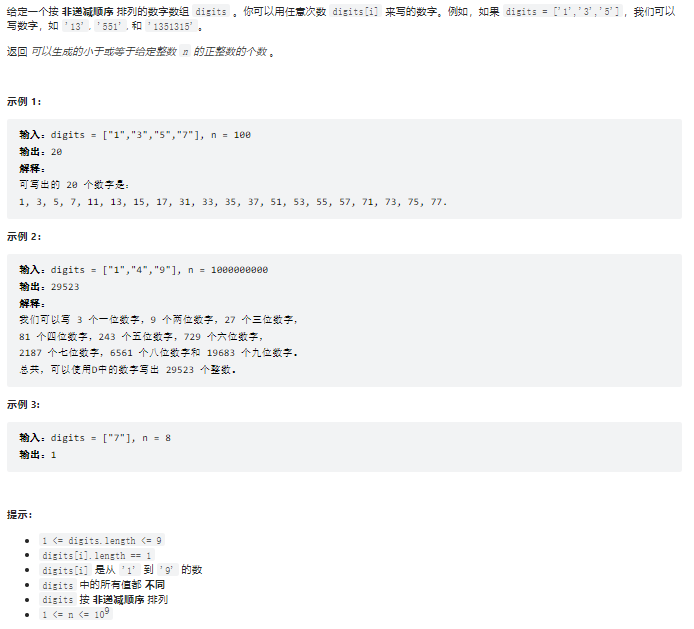 给定一个按 非递减顺序 排列的数字数组 digits 。你可以用任意次数 digits[i] 来写的数字。例如，如果 digits = ['1','3','5']，我们可以
写数字，如 '13', '551', 和 '1351315'。
返回 可以生成的小于或等于给定整数 n 的正整数的个数 。
示例 1：
输入：digits = ["1","3","5","7"], n = 100
输出：20
解释：
可写出的 20 个数字是：
1, 3, 5, 7, 11, 13, 15, 17, 31, 33, 35, 37, 51, 53, 55, 57, 71, 73, 75, 77.
示例 2：
输入：digits = ["1","4","9"], n = 1000000000
输出：29523
解释：
我们可以写 3 个一位数字，9 个两位数字，27 个三位数字，
81 个四位数字，243 个五位数字，729 个六位数字，
2187 个七位数字，6561 个八位数字和 19683 个九位数字。
总共，可以使用D中的数字写出 29523 个整数。
示例 3:
输入：digits = ["7"], n = 8
输出：1
提示：
1 <= digits.length <= 9
digits[i].length == 1
digits[i] 是从 '1' 到 '9' 的数
digits 中的所有值都 不同
digits 按 非递减顺序 排列
1 <= n <= 10⁹